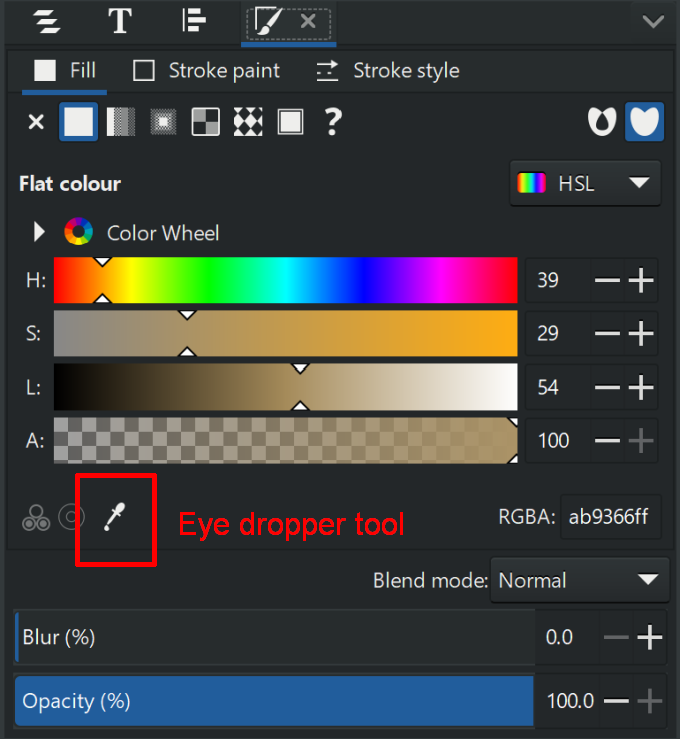 T
Fill Stroke paint Stroke style
?
Flat colour HSL
Color Wheel
H: 39
S: 29
L: 54
A: 100
Eye dropper tool RGBA: ab9366ff
Blend mode: Normal
Blur (%) 0.0
Opacity (%) 100.0